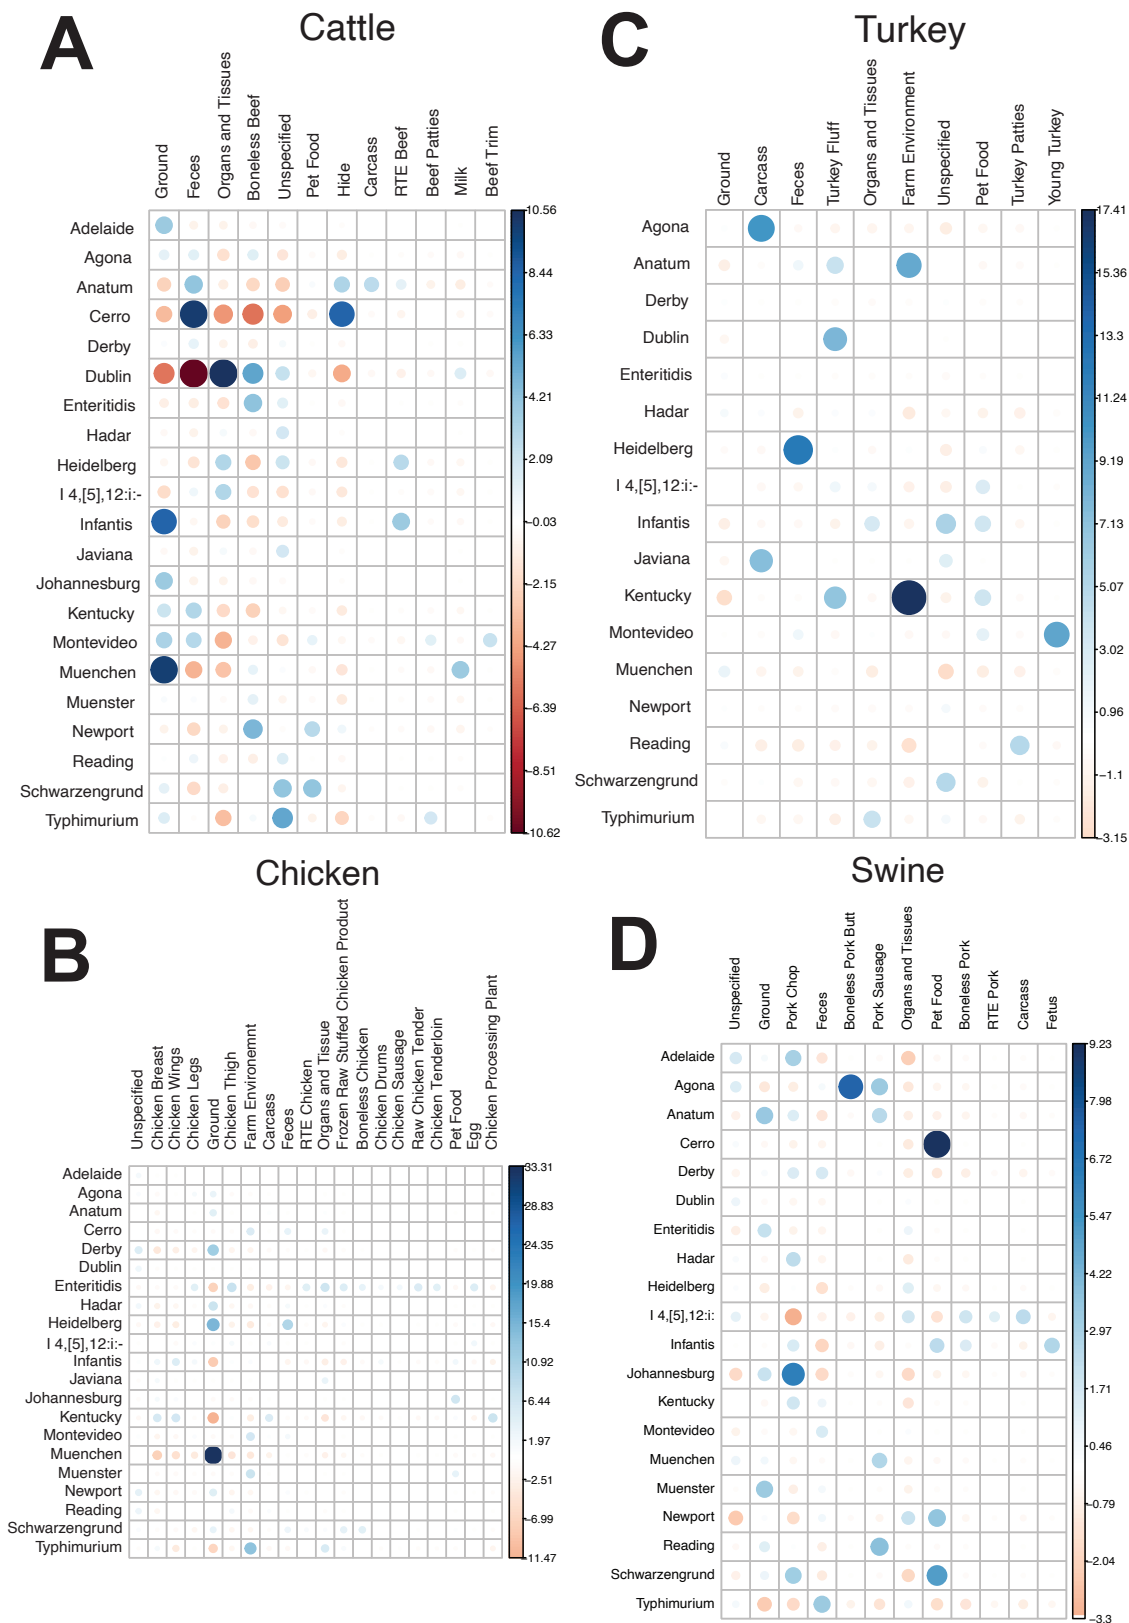 A
Cattle
Ground
Feces
Organs and Tissues
Boneless Beef
Unspecified
Pet Food
Hide
Carcass
RTE Beef
Beef Patties
Milk
Beef Trim
Adelaide
Agona
Anatum
Cerro
Derby
Dublin
Enteritidis
Hadar
Heidelberg
I 4,[5],12:i:-
Infantis
Javiana
Johannesburg
Kentucky
Montevideo
Muenchen
Muenster
Newport
Reading
Schwarzengrund
Typhimurium
10.56
8.44
6.33
4.21
2.09
-0.03
-2.15
-4.27
-6.39
-8.51
-10.62
C
Turkey
Ground
Carcass
Feces
Turkey Fluff
Organs and Tissues
Farm Environment
Unspecified
Pet Food
Turkey Patties
Young Turkey
Agona
Anatum
Derby
Dublin
Enteritidis
Hadar
Heidelberg
I 4,[5],12:i:-
Infantis
Javiana
Kentucky
Montevideo
Muenchen
Newport
Reading
Schwarzengrund
Typhimurium
17.41
15.36
13.3
11.24
9.19
7.13
5.07
3.02
0.96
-1.1
-3.15
B
Chicken
Unspecified
Chicken Breast
Chicken Wings
Chicken Legs
Ground
Chicken Thigh
Farm Environemnt
Carcass
Feces
RTE Chicken
Organs and Tissue
Frozen Raw Stuffed Chicken Product
Boneless Chicken
Chicken Drums
Chicken Sausage
Raw Chicken Tender
Chicken Tenderloin
Pet Food
Egg
Chicken Processing Plant
Adelaide
Agona
Anatum
Cerro
Derby
Dublin
Enteritidis
Hadar
Heidelberg
I 4,[5],12:i:-
Infantis
Javiana
Johannesburg
Kentucky
Montevideo
Muenchen
Muenster
Newport
Reading
Schwarzengrund
Typhimurium
33.31
28.83
24.35
19.88
15.4
10.92
6.44
1.97
-2.51
-6.99
-11.47
D
Swine
Unspecified
Ground
Pork Chop
Feces
Boneless Pork Butt
Pork Sausage
Organs and Tissues
Pet Food
Boneless Pork
RTE Pork
Carcass
Fetus
Adelaide
Agona
Anatum
Cerro
Derby
Dublin
Enteritidis
Hadar
Heidelberg
I 4,[5],12:i:
Infantis
Johannesburg
Kentucky
Montevideo
Muenchen
Muenster
Newport
Reading
Schwarzengrund
Typhimurium
9.23
7.98
6.72
5.47
4.22
2.97
1.71
0.46
-0.79
-2.04
-3.3